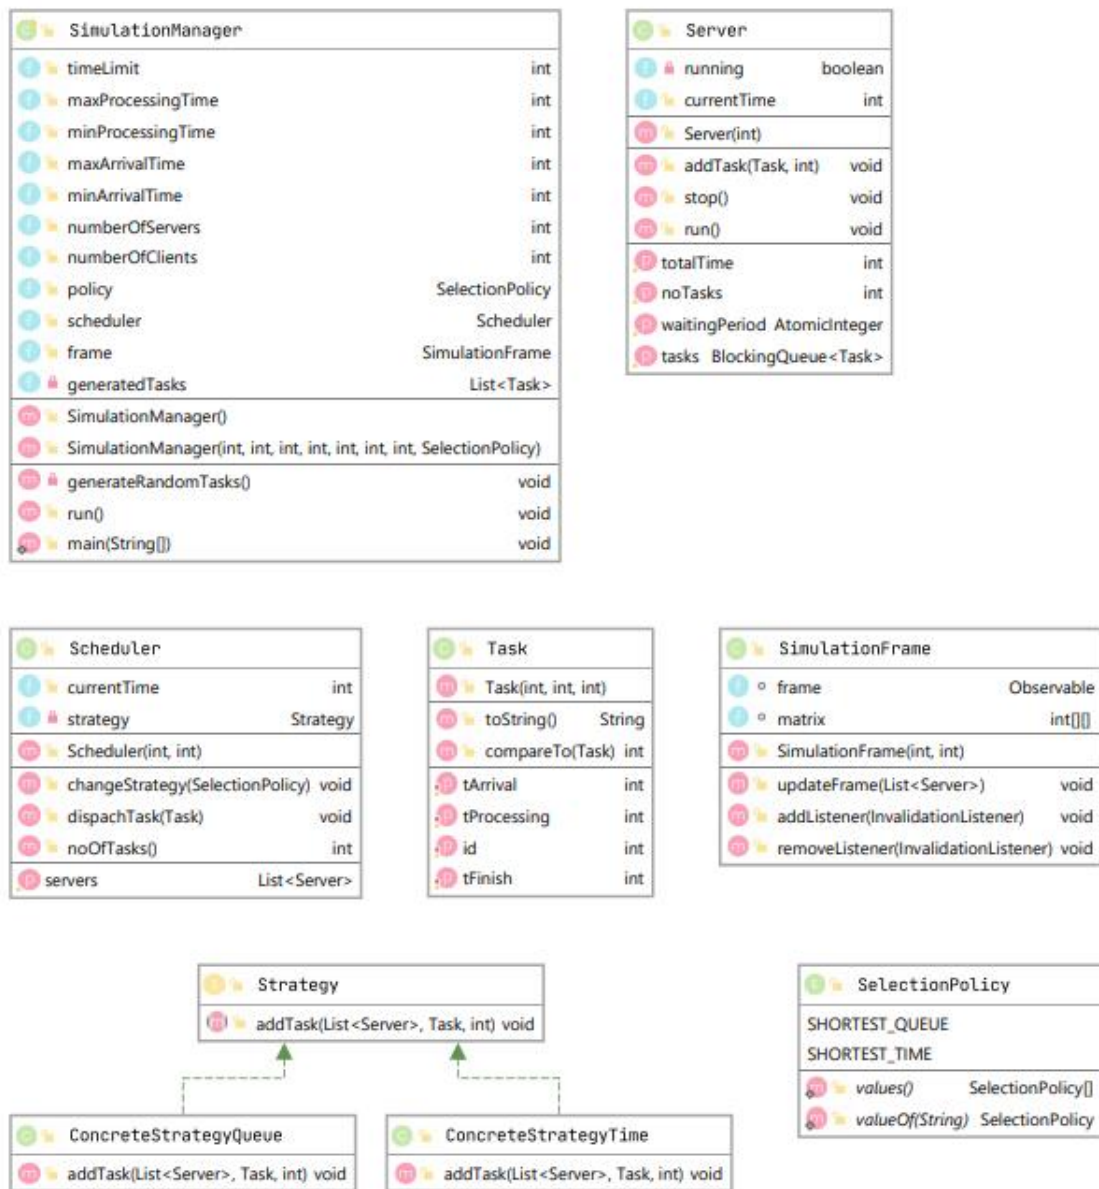 SimulationManager
timeLimit int
maxProcessingTime int
minProcessingTime int
maxArrivalTime int
minArrivalTime int
numberOfServers int
numberOfClients int
policy SelectionPolicy
scheduler Scheduler
frame SimulationFrame
generatedTasks List<Task>
SimulationManager()
SimulationManager(int, int, int, int, int, int, int, SelectionPolicy)
generateRandomTasks() void
run() void
main(String[]) void
Server
running boolean
currentTime int
Server(int)
addTask(Task, int) void
stop() void
run() void
totalTime int
noTasks int
waitingPeriod AtomicInteger
tasks BlockingQueue<Task>
Scheduler
currentTime int
strategy Strategy
Scheduler(int, int)
changeStrategy(SelectionPolicy) void
dispachTask(Task) void
noOfTasks() int
servers List<Server>
Task
Task(int, int, int)
toString() String
compareTo(Task) int
tArrival int
tProcessing int
id int
tFinish int
SimulationFrame
frame Observable
matrix int[][]
SimulationFrame(int, int)
updateFrame(List<Server>) void
addListener(InvalidationListener) void
removeListener(InvalidationListener) void
Strategy
addTask(List<Server>, Task, int) void
SelectionPolicy
SHORTEST_QUEUE
SHORTEST_TIME
values() SelectionPolicy[]
valueOf(String) SelectionPolicy
ConcreteStrategyQueue
addTask(List<Server>, Task, int) void
ConcreteStrategyTime
addTask(List<Server>, Task, int) void